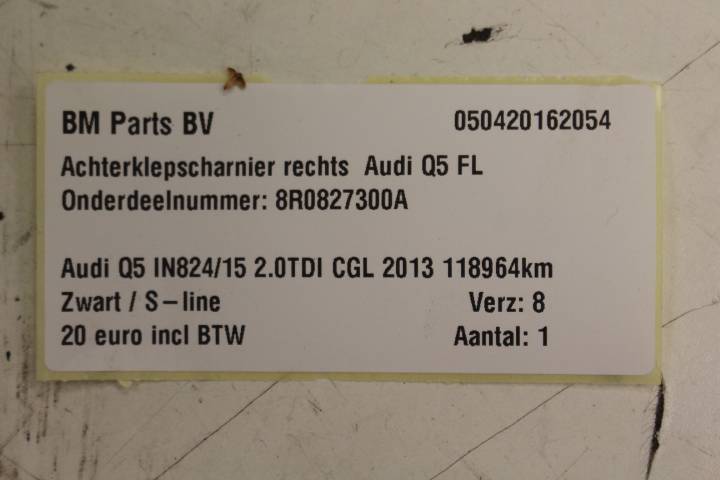 BM Parts BV 050420162054
Achterklepscharnier rechts Audi Q5 FL
Onderdeelnummer: 8R0827300A
Audi Q5 IN824/15 2.0TDI CGL 2013 118964km
Zwart / S-line Verz: 8
20 euro incl BTW Aantal: 1